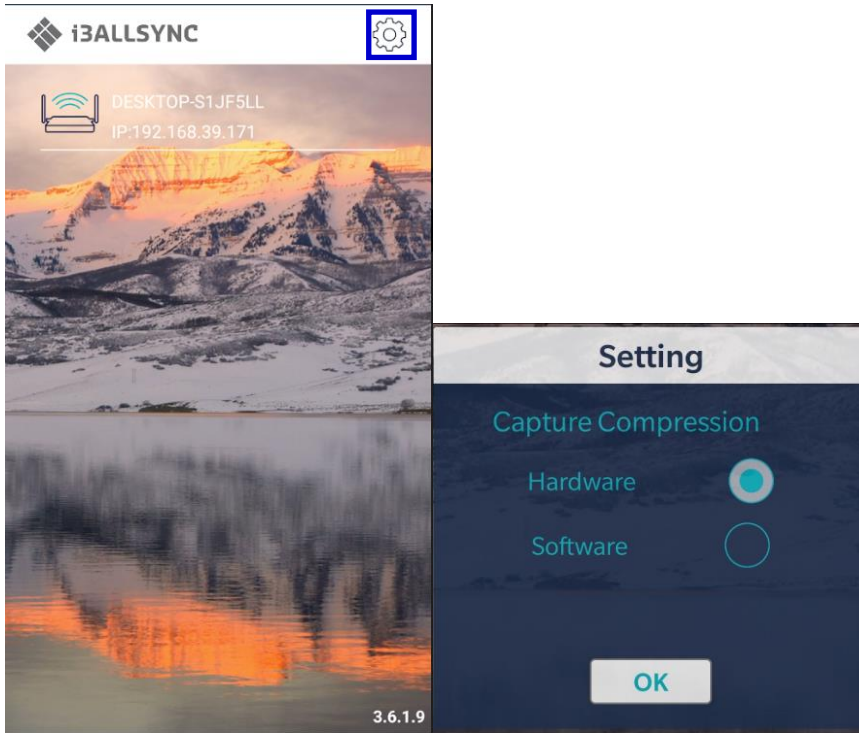 i3ALLSYNC
DESKTOP-S1JF5LL
IP:192.168.39.171
3.6.1.9
Setting
Capture Compression
Hardware
Software
OK